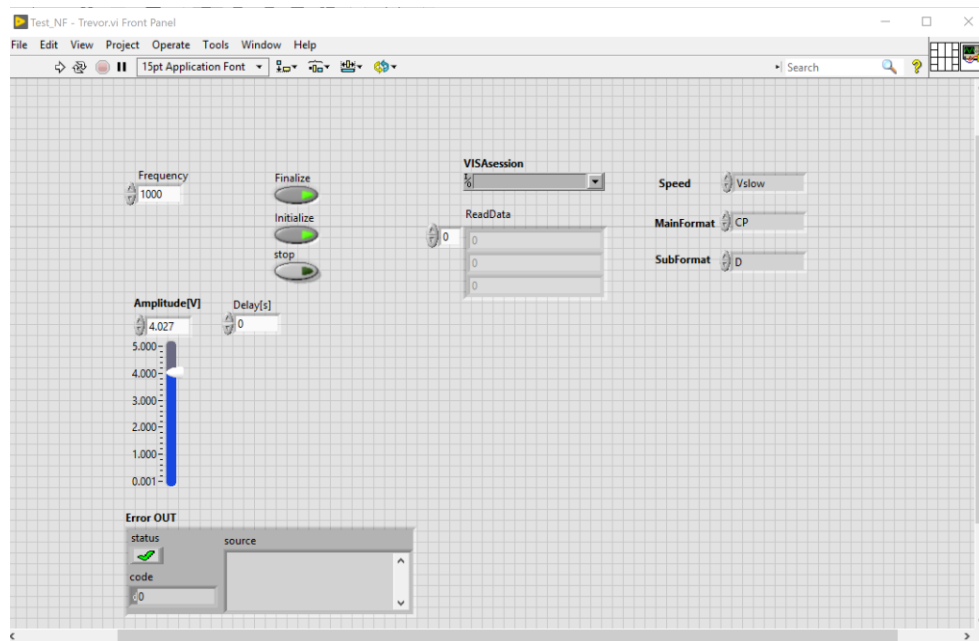 Test_NF - Trevor.vi Front Panel
File Edit View Project Operate Tools Window Help
15pt Application Font
Search
VISAsession
Frequency
1000
Finalize
Initialize
stop
ReadData
0
0
0
0
Speed
Vslow
MainFormat
CP
SubFormat
D
Amplitude[V]
4.027
Delay[s]
0
5.000
4.000
3.000
2.000
1.000
0.001
Error OUT
status
source
code
d0